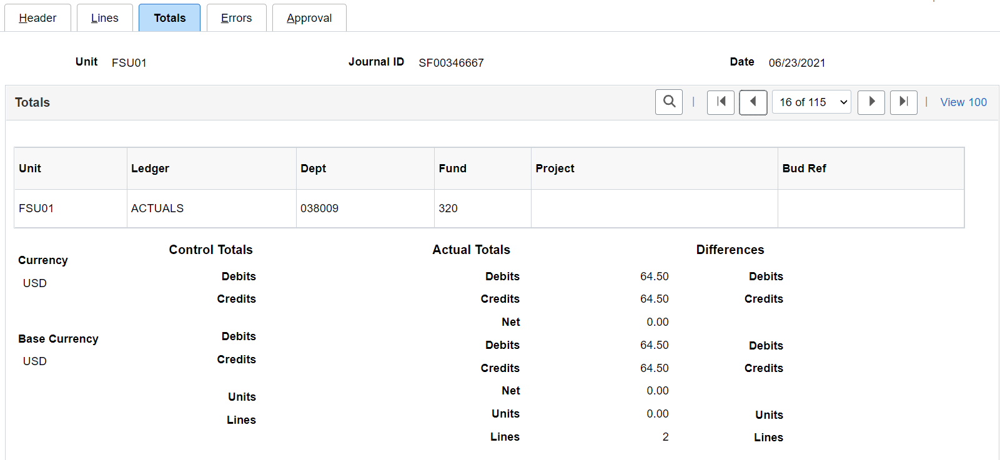 Header Lines Totals Errors Approval
Unit FSU01 Journal ID SF00346667 Date 06/23/2021
Totals 16 of 115 | View 100
Unit Ledger Dept Fund Project Bud Ref
FSU01 ACTUALS 038009 320
Control Totals Actual Totals Differences
Currency
Debits Debits 64.50 Debits
USD
Credits Credits 64.50 Credits
Net 0.00
Base Currency Debits Debits 64.50 Debits
USD Credits Credits 64.50 Credits
Units Net 0.00
Units 0.00 Units
Lines
Lines 2 Lines